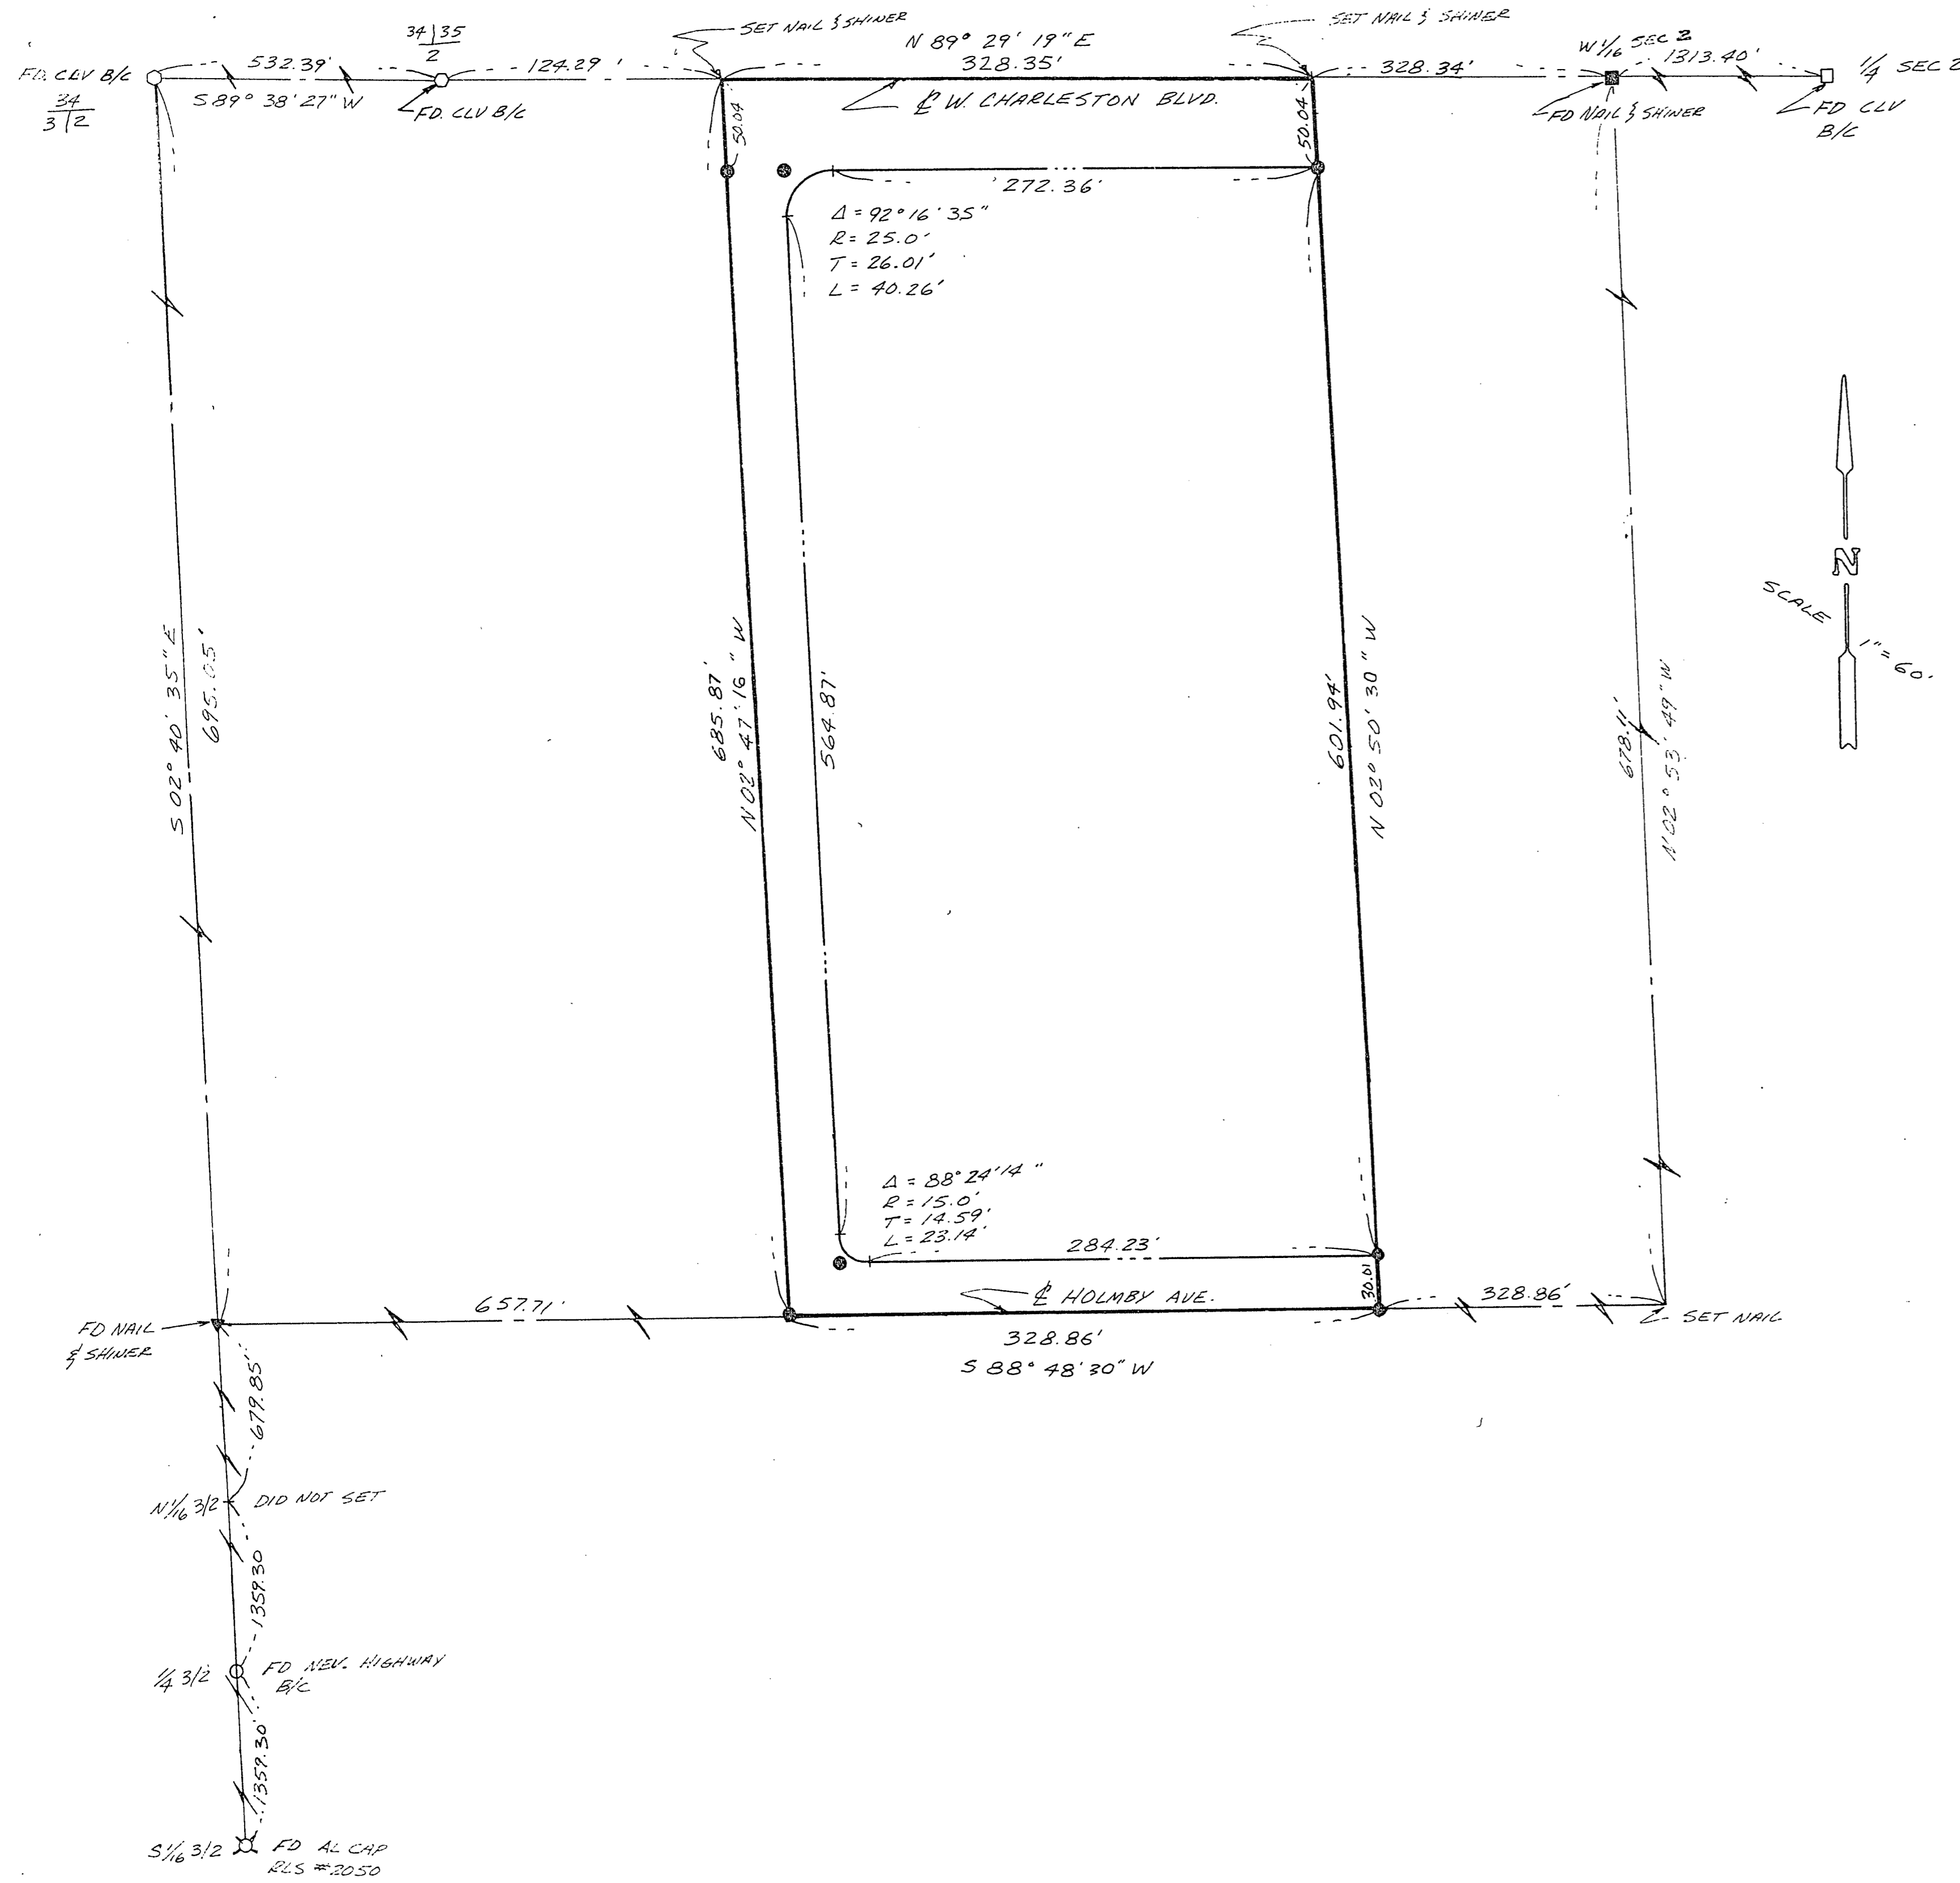 SET NAIL & SHINER
SET NAIL & SHINER
FD. CLV B/C
34
3|2
532.39'
S 89° 38' 27" W
34|35
2
FD. CLV B/C
124.29'
N 89° 29' 19" E
328.35'
℄ W. CHARLESTON BLVD.
328.34'
W 1/16 SEC 2
FD NAIL & SHINER
1313.40'
1/4 SEC 2
FD CLV
B/C
50.04
50.04
272.36'
Δ = 92° 16' 35"
R = 25.0'
T = 26.01'
L = 40.26'
S 02° 40' 35" E
695.05'
685.87'
N 02° 47' 16" W
564.87'
601.94'
N 02° 50' 30" W
678.11'
N 02° 53' 49" W
N
SCALE
1" = 60'
Δ = 88° 24' 14"
R = 15.0'
T = 14.59'
L = 23.14'
284.23'
30.01
℄ HOLMBY AVE.
328.86'
S 88° 48' 30" W
657.71'
328.86'
SET NAIL
FD NAIL
& SHINER
679.85'
N 1/16 3/2
DID NOT SET
1359.30
1/4 3/2
FD NEV. HIGHWAY
B/C
1359.30'
S 1/16 3/2
FD AL CAP
RLS #2050